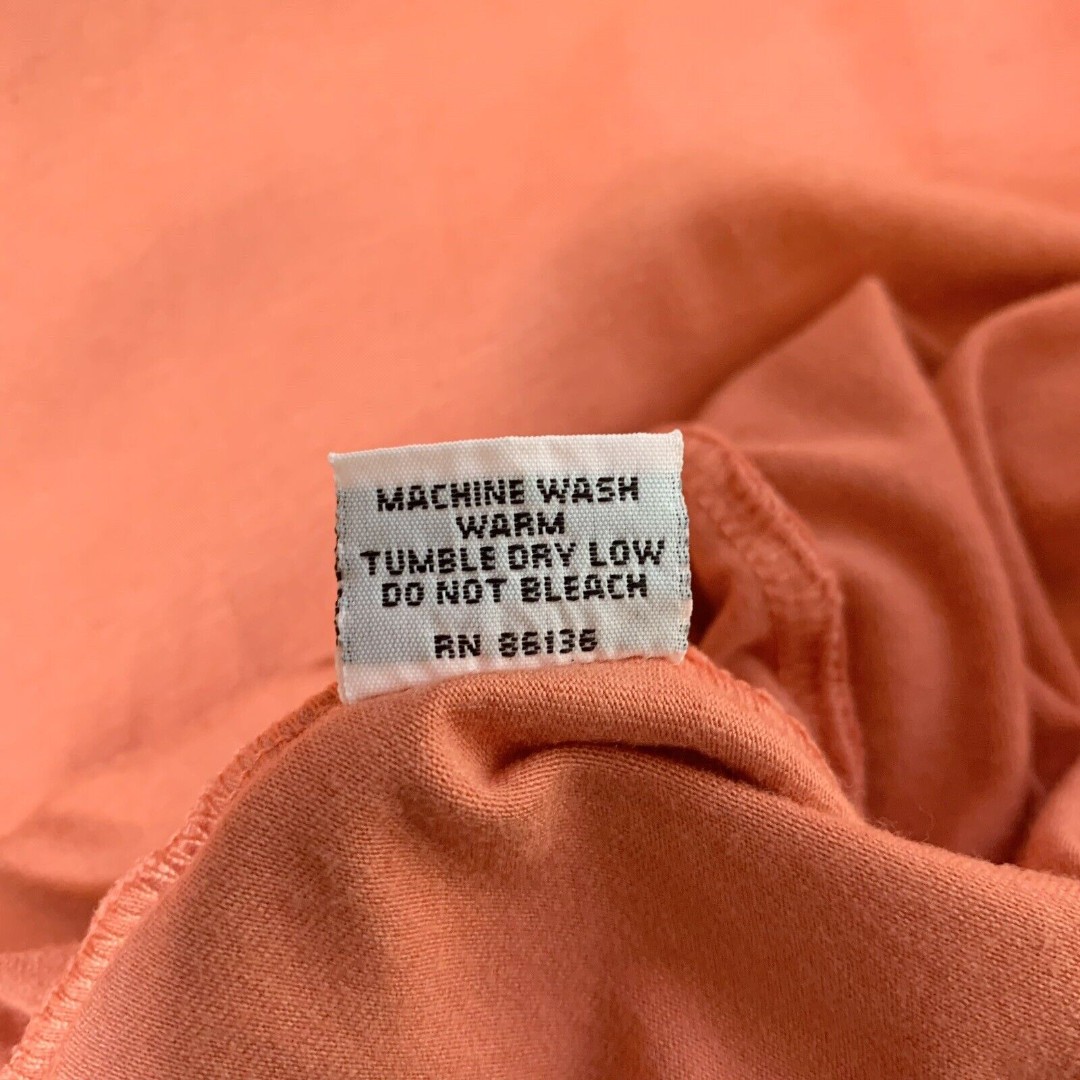 MACHINE WASH
WARM
TUMBLE DRY LOW
DO NOT BLEACH
RN 86136